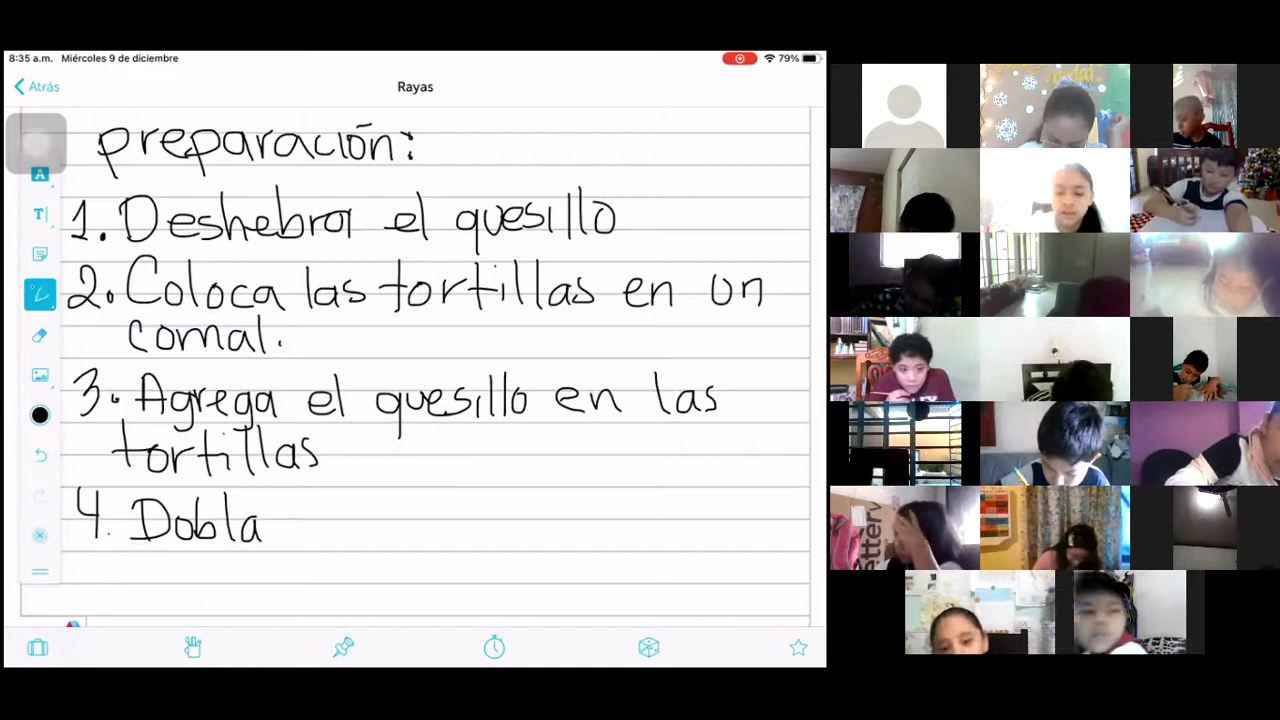 8:35 a.m. Miércoles 9 de diciembre
79%
Atrás
Rayas
preparación:
1. Deshebrar el quesillo
2. Coloca las tortillas en un
comal.
3. Agrega el quesillo en las
tortillas
4. Dobla